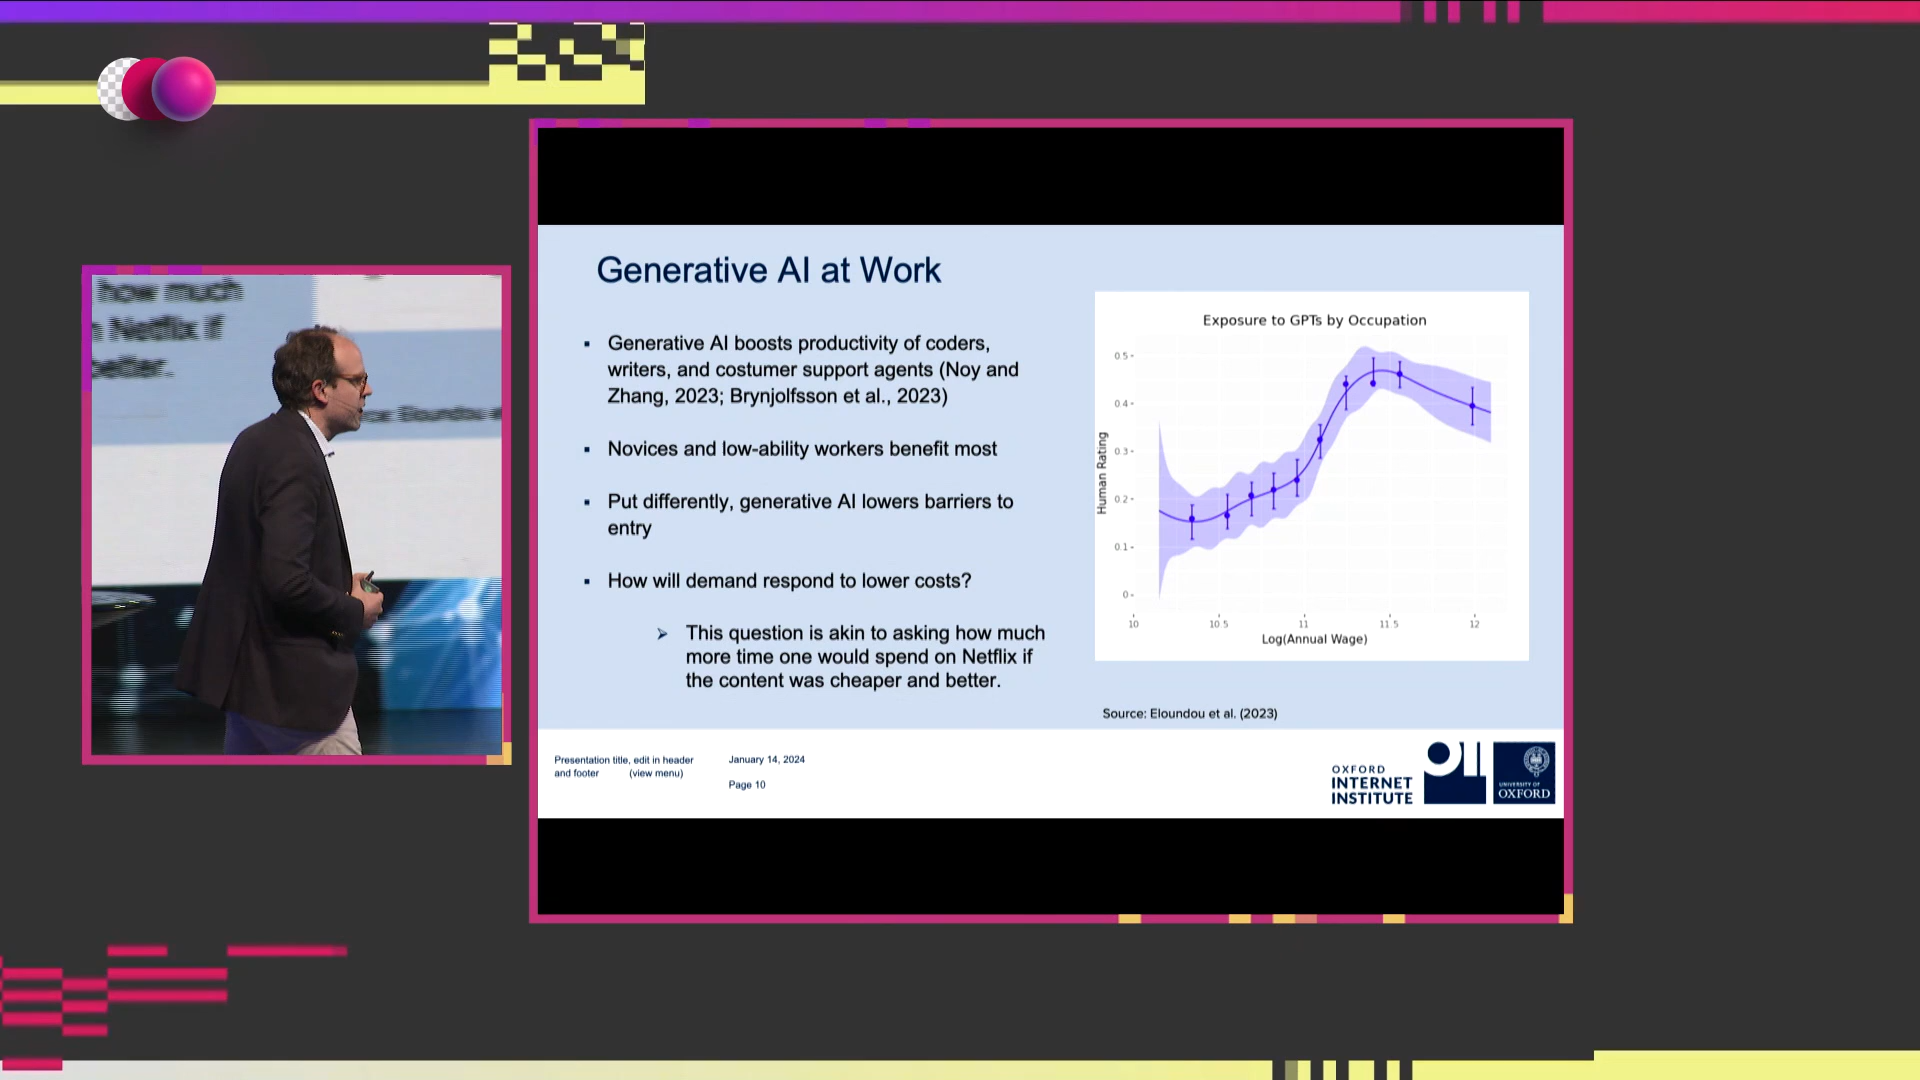 how much
Netflix if
better.
Generative AI at Work
▪ Generative AI boosts productivity of coders,
writers, and costumer support agents (Noy and
Zhang, 2023; Brynjolfsson et al., 2023)
▪ Novices and low-ability workers benefit most
▪ Put differently, generative AI lowers barriers to
entry
▪ How will demand respond to lower costs?
➢ This question is akin to asking how much
more time one would spend on Netflix if
the content was cheaper and better.
Exposure to GPTs by Occupation
Human Rating
0.5
0.4
0.3
0.2
0.1
0
10 10.5 11 11.5 12
Log(Annual Wage)
Source: Eloundou et al. (2023)
Presentation title, edit in header
and footer (view menu)
January 14, 2024
Page 10
OXFORD
INTERNET
INSTITUTE
OII
UNIVERSITY OF
OXFORD